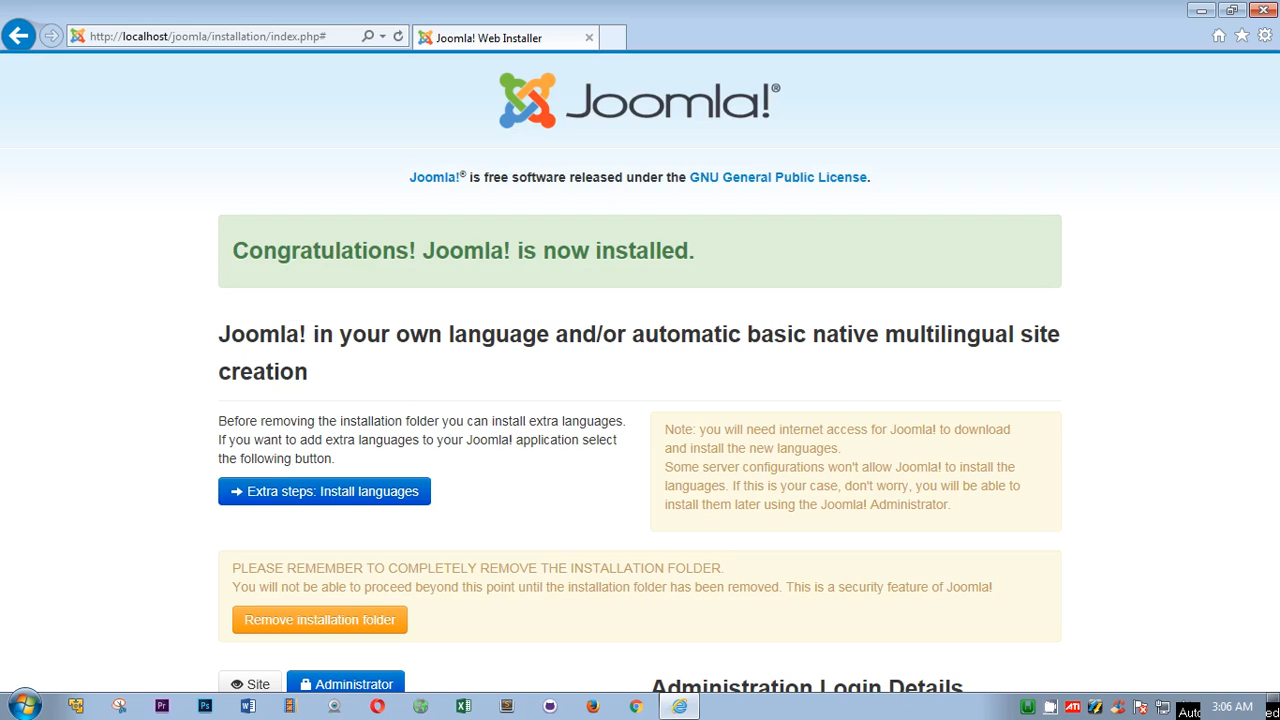 http://localhost/joomla/installation/index.php#
Joomla! Web Installer
Joomla!®
Joomla!® is free software released under the GNU General Public License.
Congratulations! Joomla! is now installed.
Joomla! in your own language and/or automatic basic native multilingual site
creation
Before removing the installation folder you can install extra languages.
If you want to add extra languages to your Joomla! application select
the following button.
Extra steps: Install languages
Note: you will need internet access for Joomla! to download
and install the new languages.
Some server configurations won't allow Joomla! to install the
languages. If this is your case, don't worry, you will be able to
install them later using the Joomla! Administrator.
PLEASE REMEMBER TO COMPLETELY REMOVE THE INSTALLATION FOLDER.
You will not be able to proceed beyond this point until the installation folder has been removed. This is a security feature of Joomla!
Remove installation folder
Site
Administrator
Administration Login Details
Pr
Ps
W
X
ATI
Auto
3:06 AM
ed